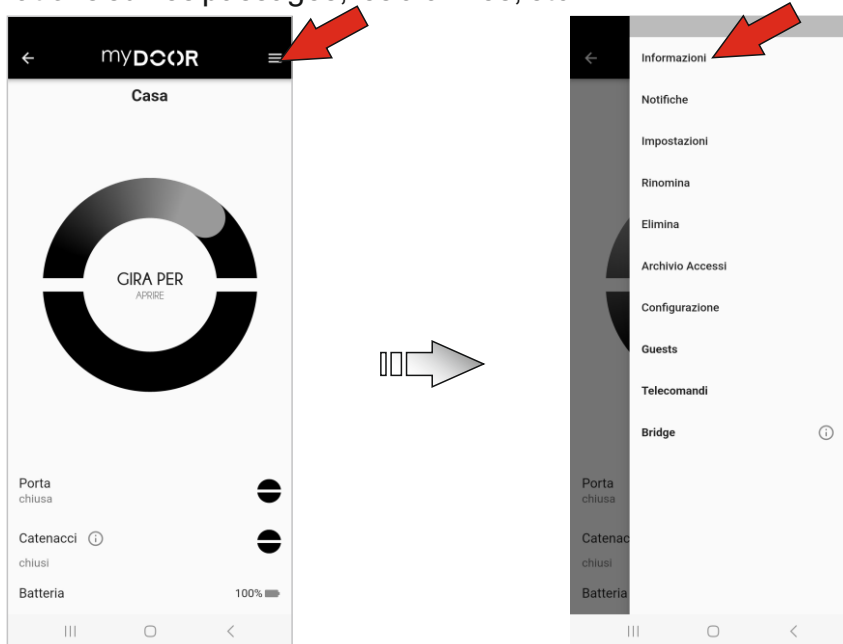 passages,
myDOOR
Casa
GIRA PER
APRIRE
Porta
chiusa
Catenacci
chiusi
Batteria 100%
Informazioni
Notifiche
Impostazioni
Rinomina
Elimina
Archivio Accessi
Configurazione
Guests
Telecomandi
Bridge
Porta
chiusa
Catenac
chiusi
Batteria